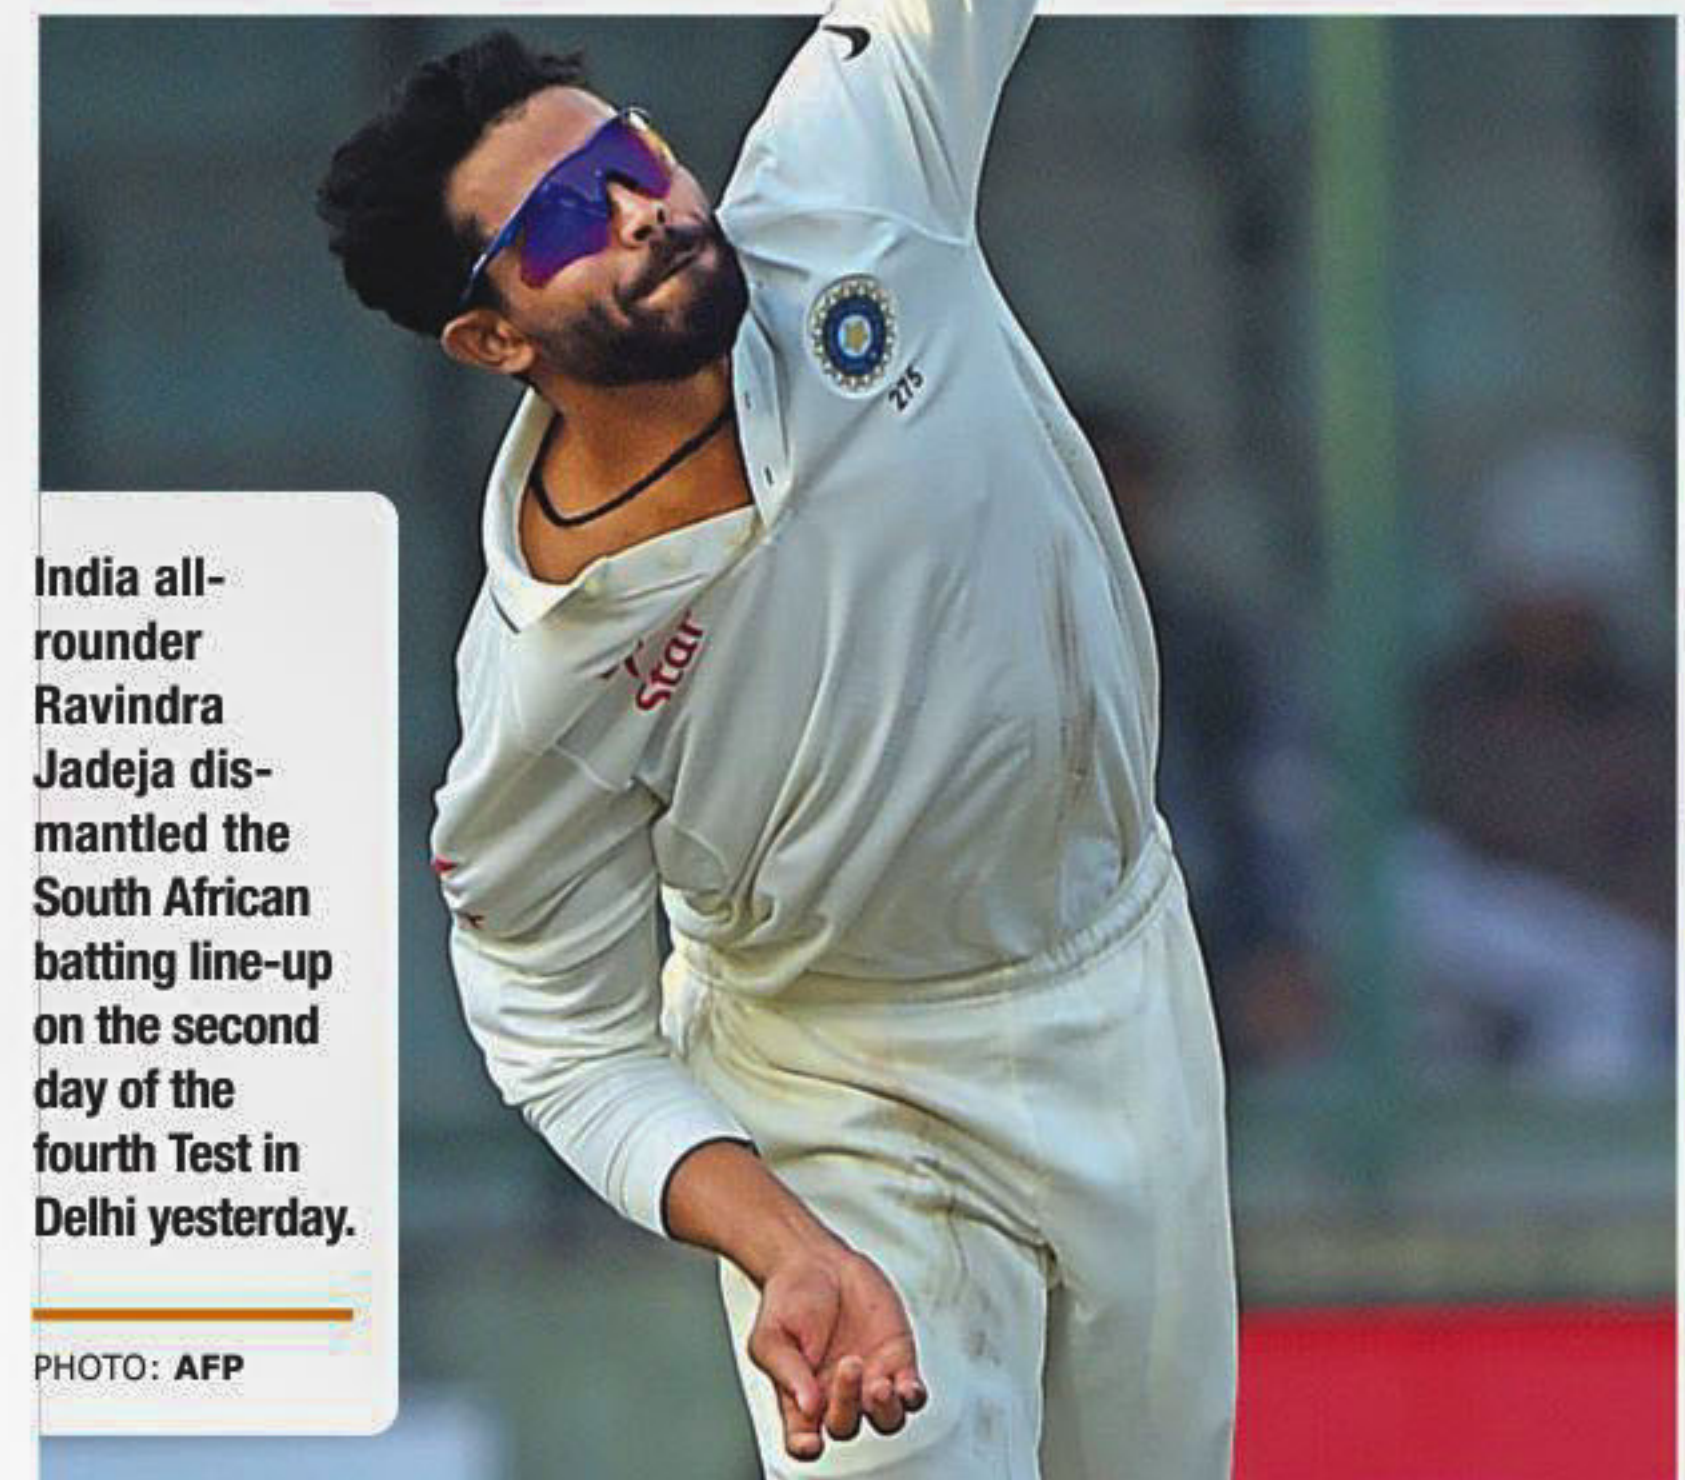 India all-
rounder
Ravindra
Jadeja dis-
mantled the
South African
batting line-up
on the second
day of the
fourth Test in
Delhi yesterday.
PHOTO: AFP
275
Star